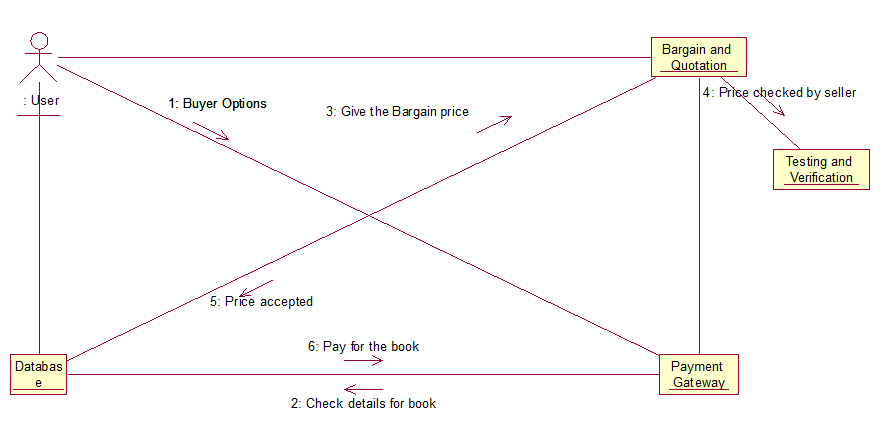 Bargain and
Quotation
: User
1: Buyer Options
3: Give the Bargain price
4: Price checked by seller
Testing and
Verification
5: Price accepted
6: Pay for the book
Databas
e
Payment
Gateway
2: Check details for book